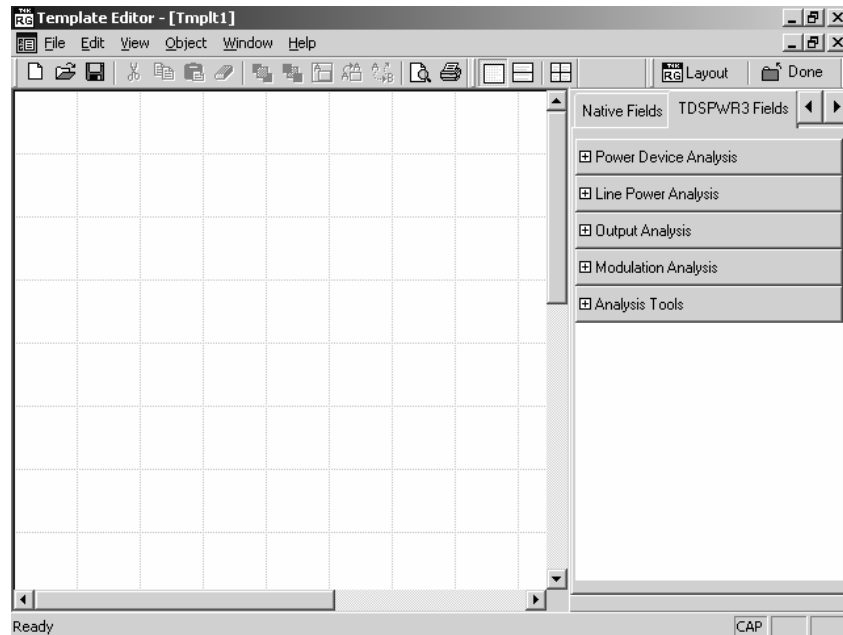 Template Editor - [Tmplt1]
File Edit View Object Window Help
RG Layout Done
Native Fields TDSPWR3 Fields
Power Device Analysis
Line Power Analysis
Output Analysis
Modulation Analysis
Analysis Tools
Ready CAP